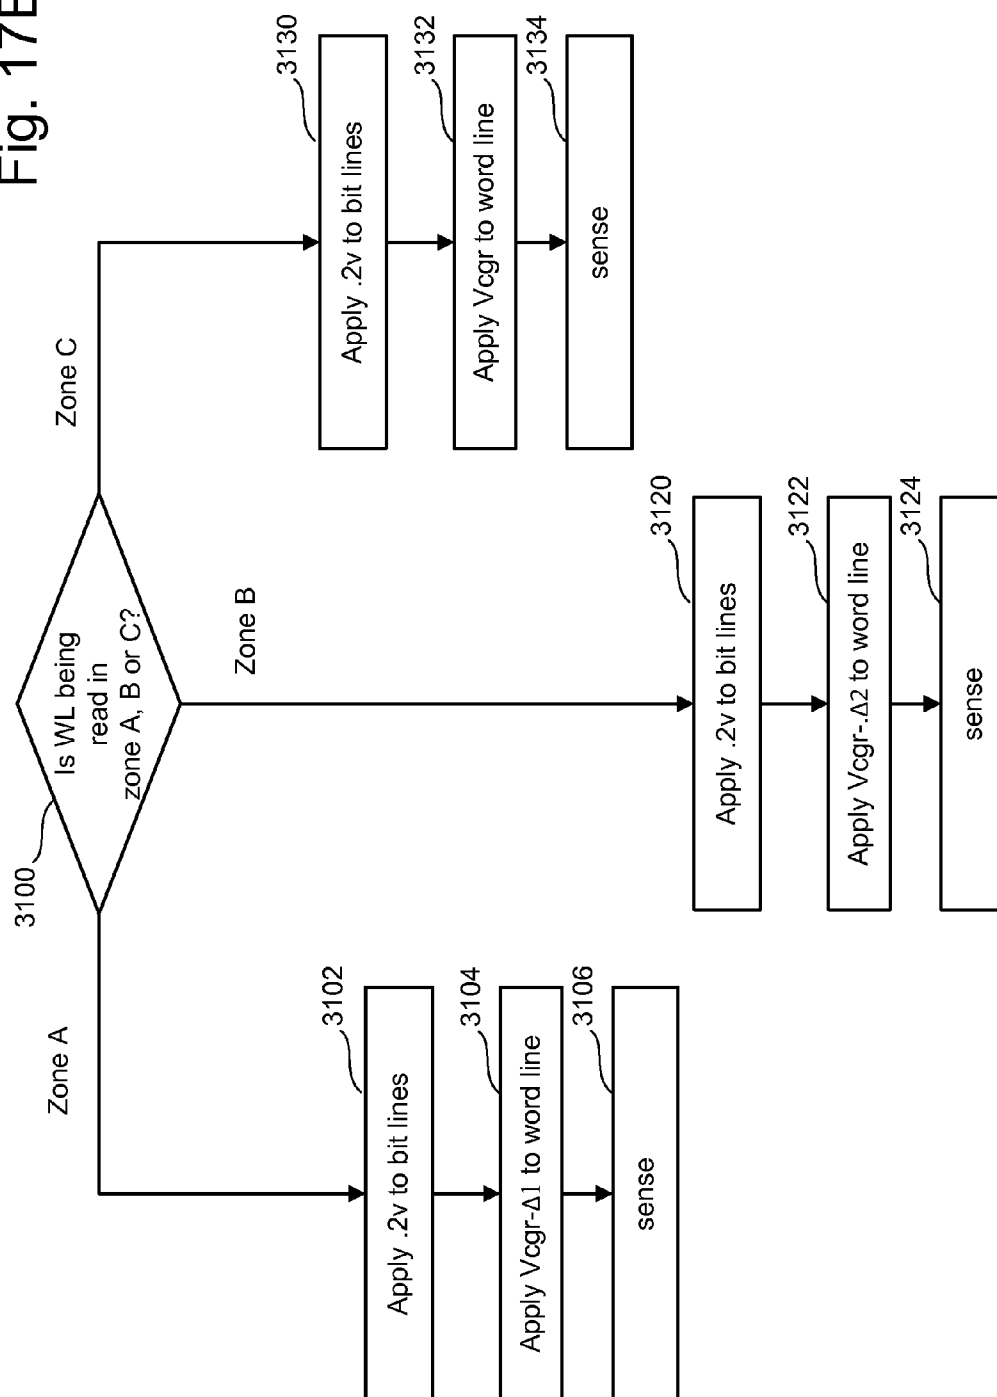 Fig. 17B
3100
Is WL being
read in
zone A, B or C?
Zone A
3102
Apply .2v to bit lines
3104
Apply Vcgr-Δ1 to word line
3106
sense
Zone B
3120
Apply .2v to bit lines
3122
Apply Vcgr-.Δ2 to word line
3124
sense
Zone C
3130
Apply .2v to bit lines
3132
Apply Vcgr to word line
3134
sense